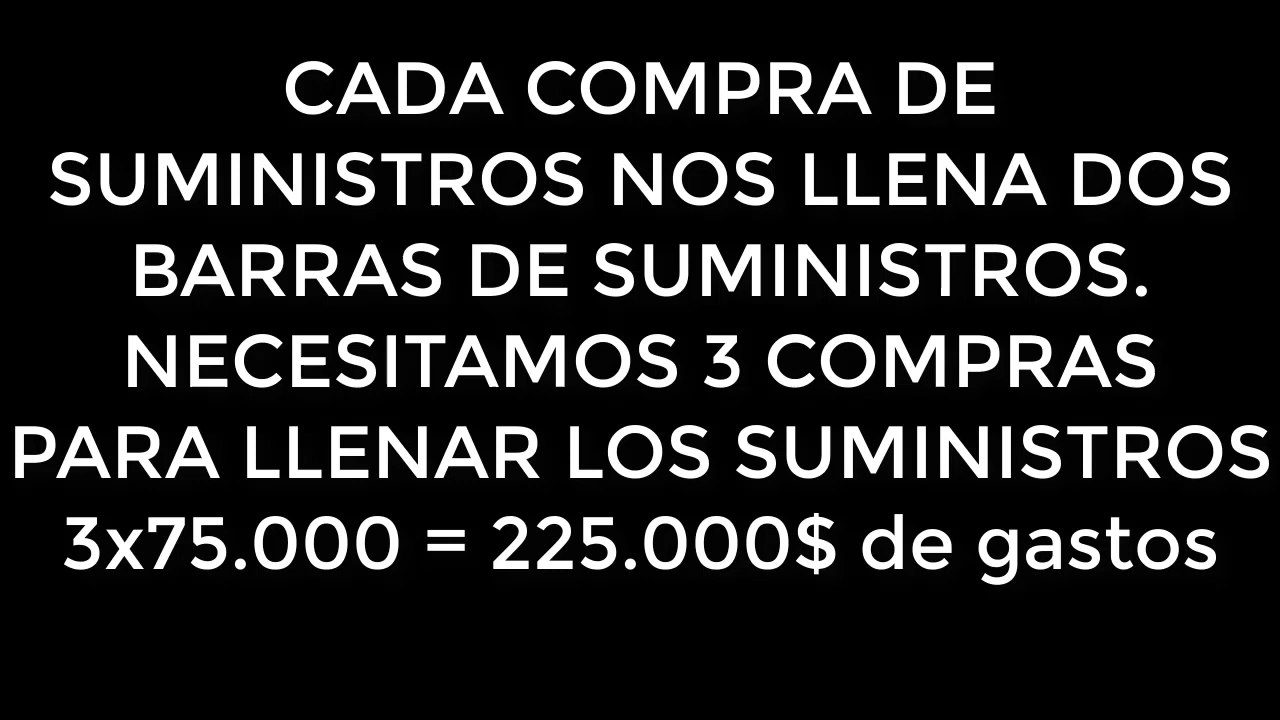 CADA COMPRA DE
SUMINISTROS NOS LLENA DOS
BARRAS DE SUMINISTROS.
NECESITAMOS 3 COMPRAS
PARA LLENAR LOS SUMINISTROS
3x75.000 = 225.000$ de gastos